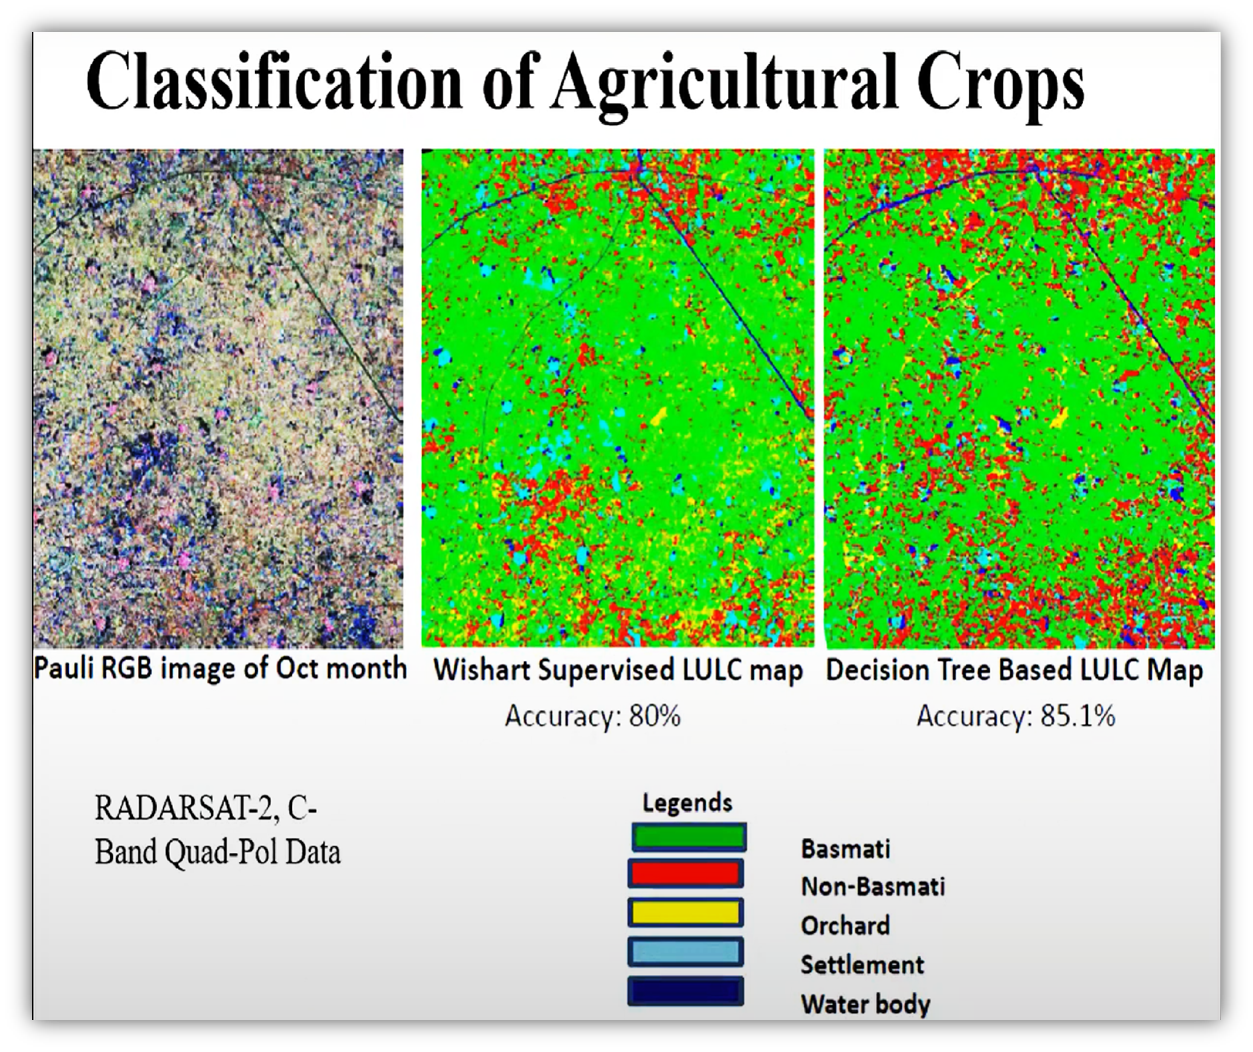 Classification of Agricultural Crops
Pauli RGB image of Oct month
Wishart Supervised LULC map
Decision Tree Based LULC Map
Accuracy: 80%
Accuracy: 85.1%
RADARSAT-2, C-
Band Quad-Pol Data
Legends
Basmati
Non-Basmati
Orchard
Settlement
Water body